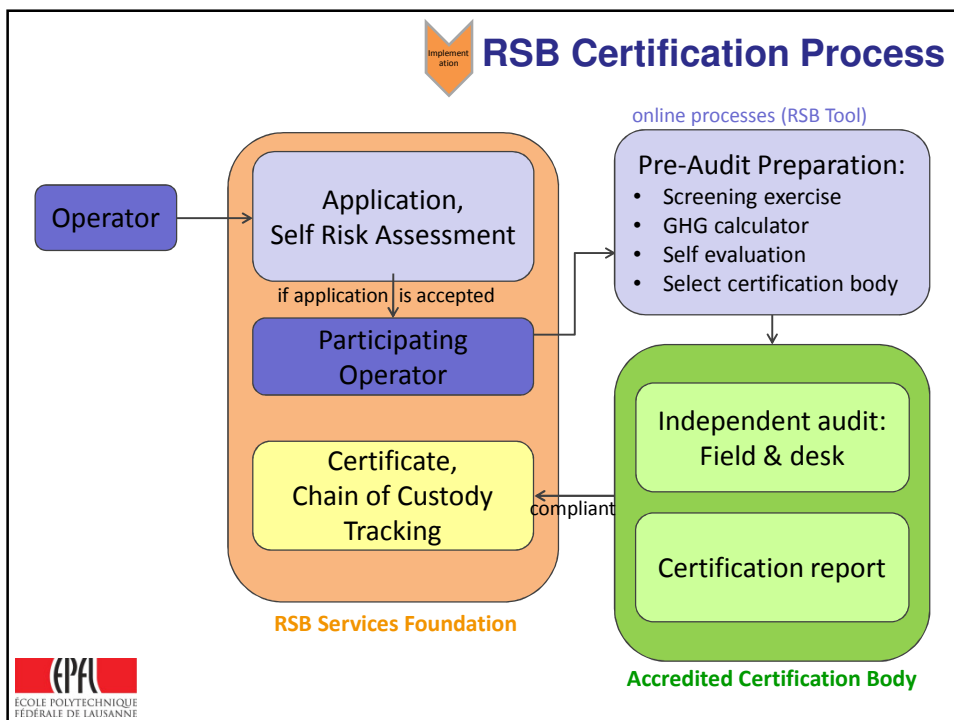 Implement
ation
RSB Certification Process
online processes (RSB Tool)
Operator
Application,
Self Risk Assessment
if application is accepted
Participating
Operator
Pre-Audit Preparation:
• Screening exercise
• GHG calculator
• Self evaluation
• Select certification body
Independent audit:
Field & desk
Certification report
compliant
Certificate,
Chain of Custody
Tracking
RSB Services Foundation
Accredited Certification Body
EPFL
ÉCOLE POLYTECHNIQUE
FÉDÉRALE DE LAUSANNE